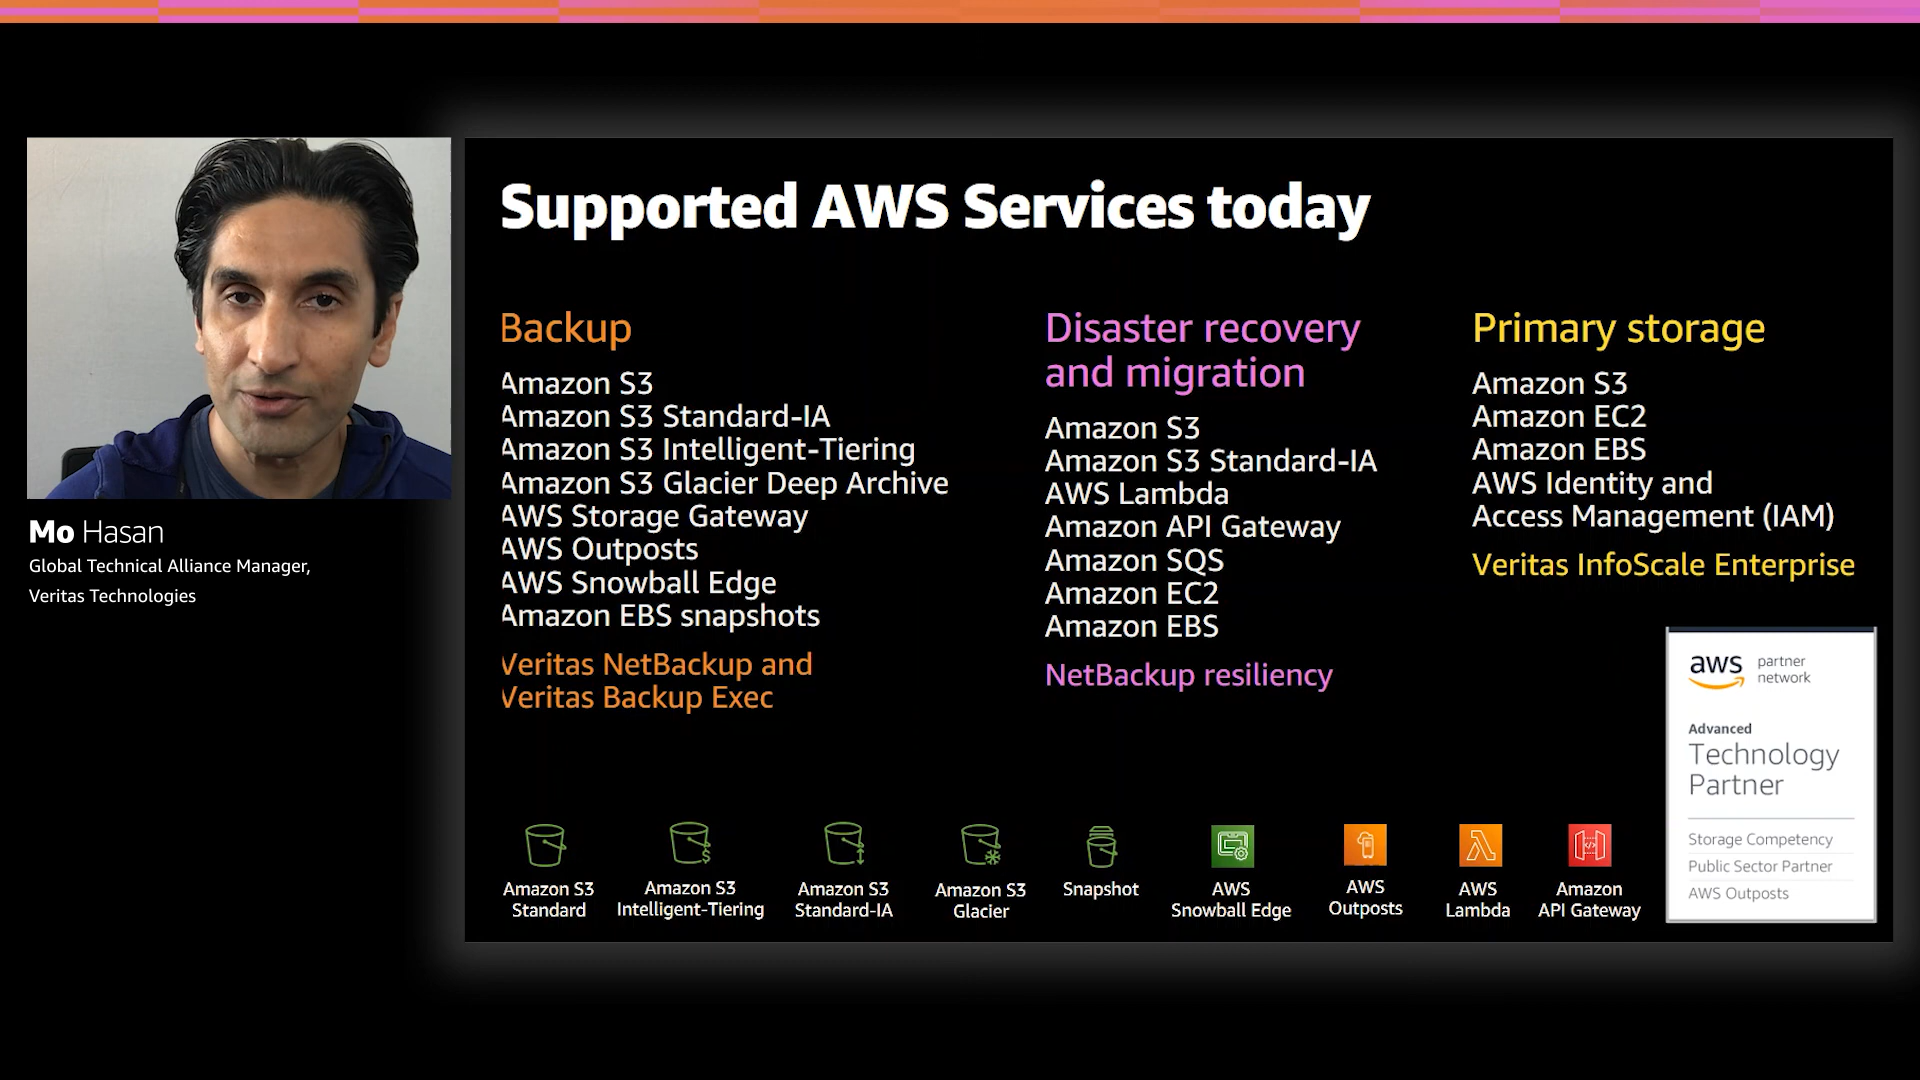 Supported AWS Services today
Mo Hasan
Global Technical Alliance Manager,
Veritas Technologies
Backup
Amazon S3
Amazon S3 Standard-IA
Amazon S3 Intelligent-Tiering
Amazon S3 Glacier Deep Archive
AWS Storage Gateway
AWS Outposts
AWS Snowball Edge
Amazon EBS snapshots
Veritas NetBackup and
Veritas Backup Exec
Disaster recovery
and migration
Amazon S3
Amazon S3 Standard-IA
AWS Lambda
Amazon API Gateway
Amazon SQS
Amazon EC2
Amazon EBS
NetBackup resiliency
Primary storage
Amazon S3
Amazon EC2
Amazon EBS
AWS Identity and
Access Management (IAM)
Veritas InfoScale Enterprise
aws partner
network
Advanced
Technology
Partner
Storage Competency
Public Sector Partner
AWS Outposts
Amazon S3
Standard
Amazon S3
Intelligent-Tiering
Amazon S3
Standard-IA
Amazon S3
Glacier
Snapshot
AWS
Snowball Edge
AWS
Outposts
AWS
Lambda
Amazon
API Gateway